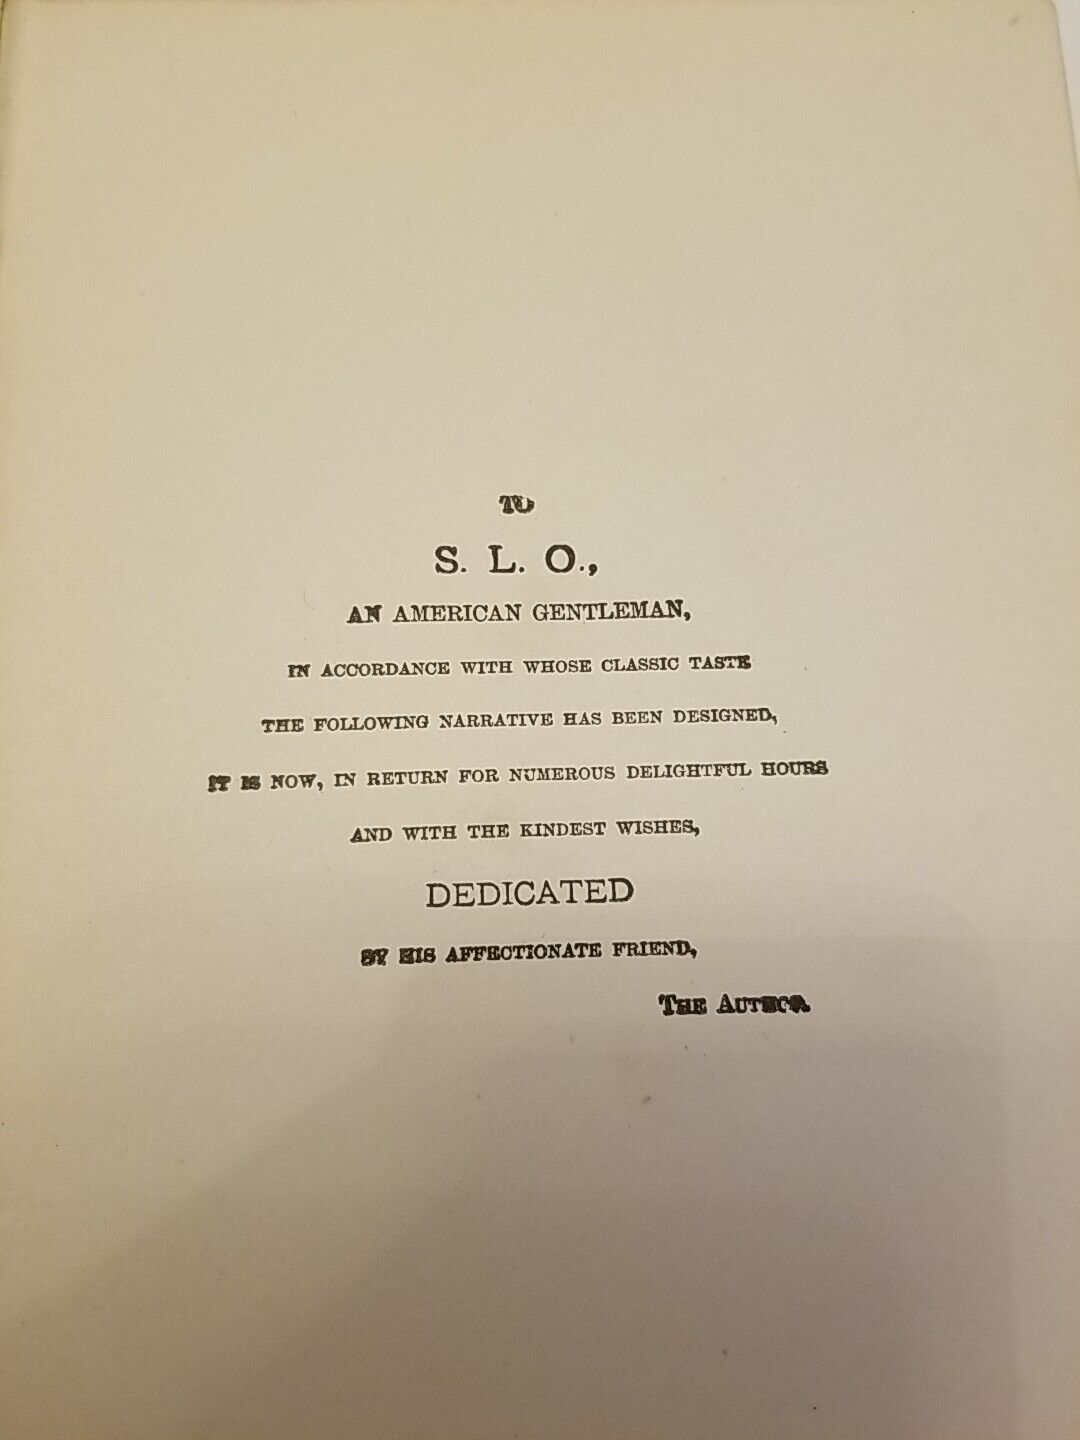 TO
S. L. O.,
AN AMERICAN GENTLEMAN,
IN ACCORDANCE WITH WHOSE CLASSIC TASTE
THE FOLLOWING NARRATIVE HAS BEEN DESIGNED,
IT IS NOW, IN RETURN FOR NUMEROUS DELIGHTFUL HOURS
AND WITH THE KINDEST WISHES,
DEDICATED
BY HIS AFFECTIONATE FRIEND,
THE AUTHOR.